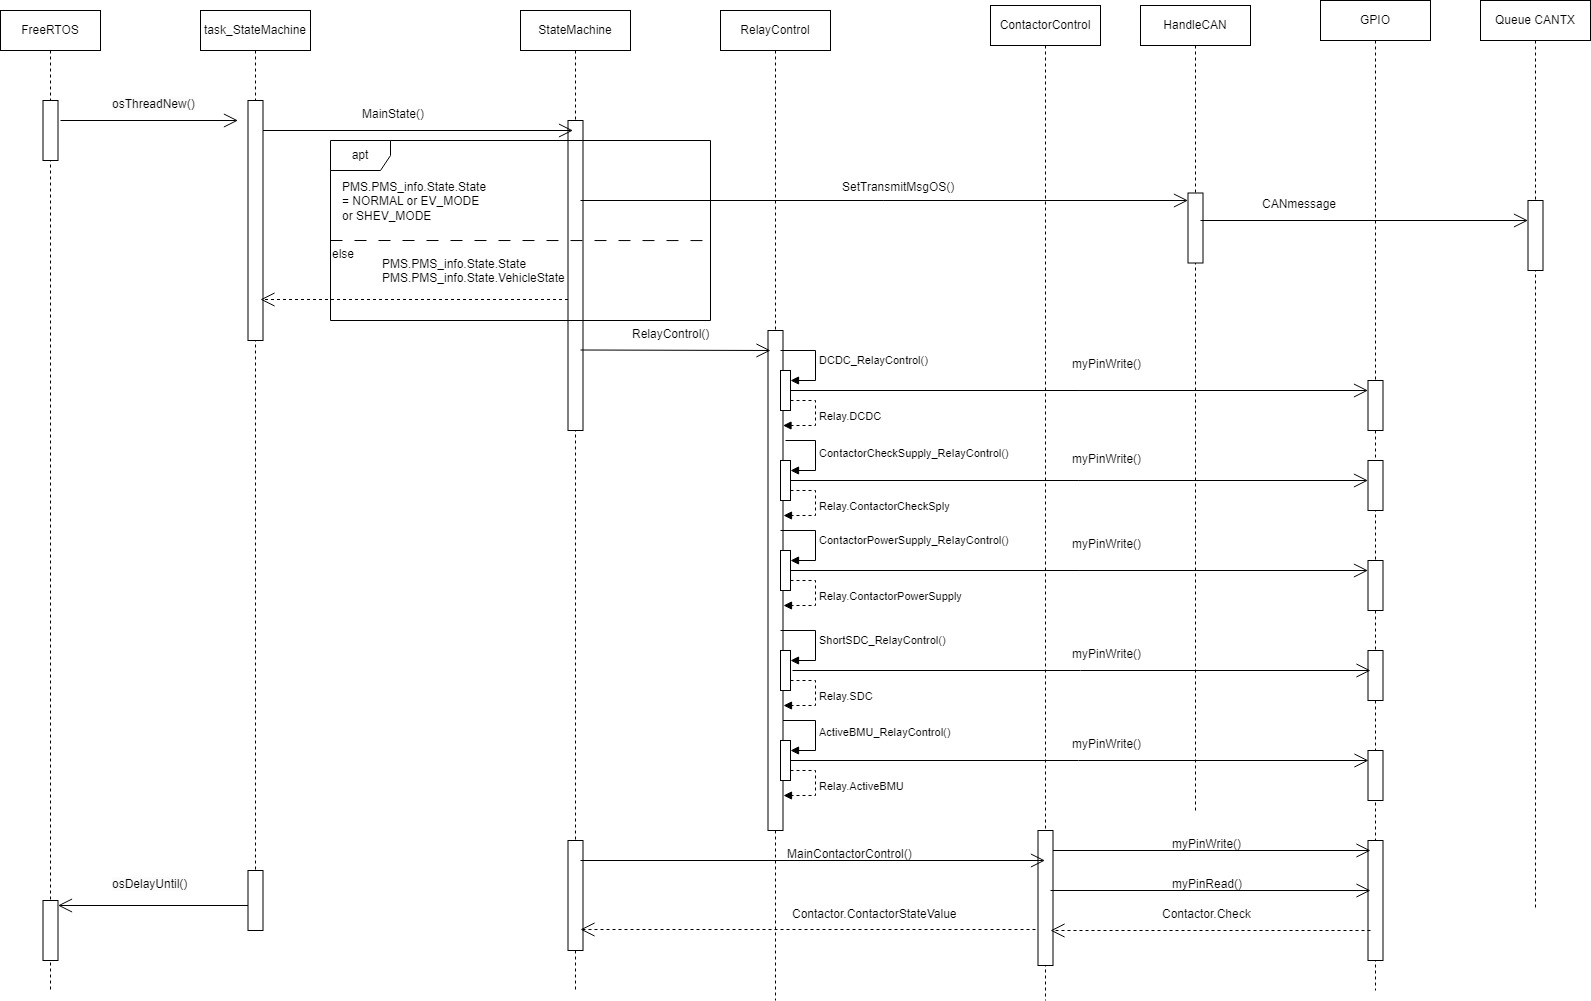 FreeRTOS
task_StateMachine
StateMachine
RelayControl
ContactorControl
HandleCAN
GPIO
Queue CANTX
osThreadNew()
MainState()
apt
PMS.PMS_info.State.State
= NORMAL or EV_MODE
or SHEV_MODE
SetTransmitMsgOS()
CANmessage
else
PMS.PMS_info.State.State
PMS.PMS_info.State.VehicleState
RelayControl()
DCDC_RelayControl()
myPinWrite()
Relay.DCDC
ContactorCheckSupply_RelayControl()
myPinWrite()
Relay.ContactorCheckSply
ContactorPowerSupply_RelayControl()
myPinWrite()
Relay.ContactorPowerSupply
ShortSDC_RelayControl()
myPinWrite()
Relay.SDC
ActiveBMU_RelayControl()
myPinWrite()
Relay.ActiveBMU
MainContactorControl()
myPinWrite()
osDelayUntil()
myPinRead()
Contactor.ContactorStateValue
Contactor.Check